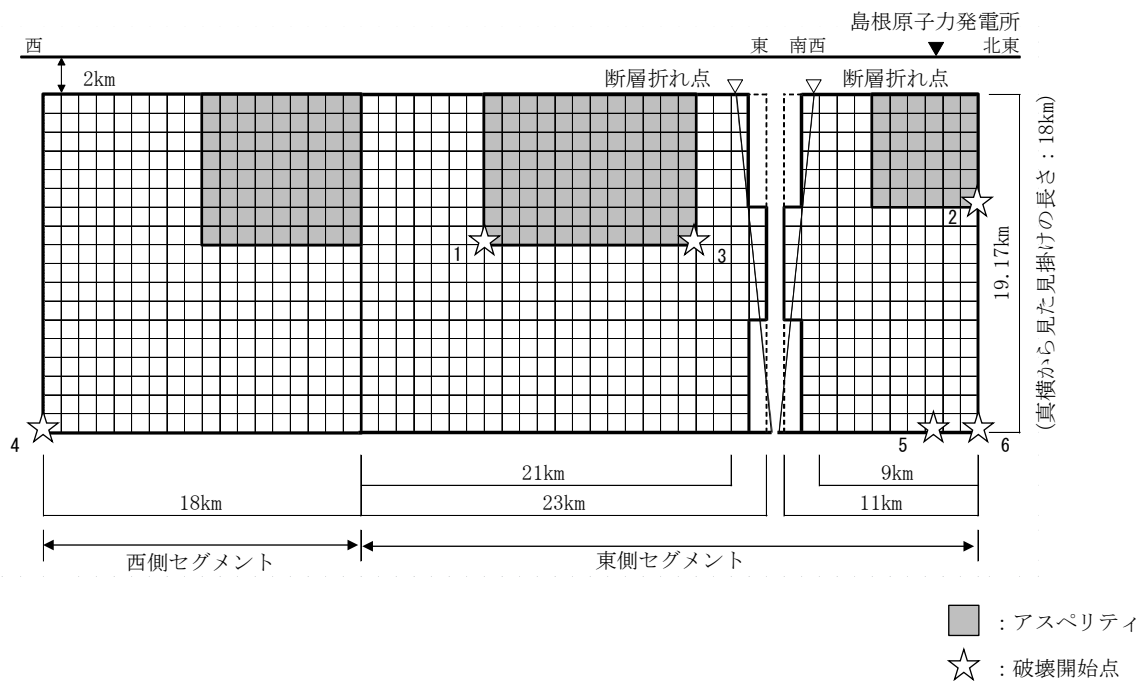 島根原子力発電所
西
東
南西
北東
2km
断層折れ点
断層折れ点
1
3
2
19.17km
(真横から見た見掛けの長さ：18km)
4
5
6
21km
9km
18km
23km
11km
西側セグメント
東側セグメント
：アスペリティ
：破壊開始点